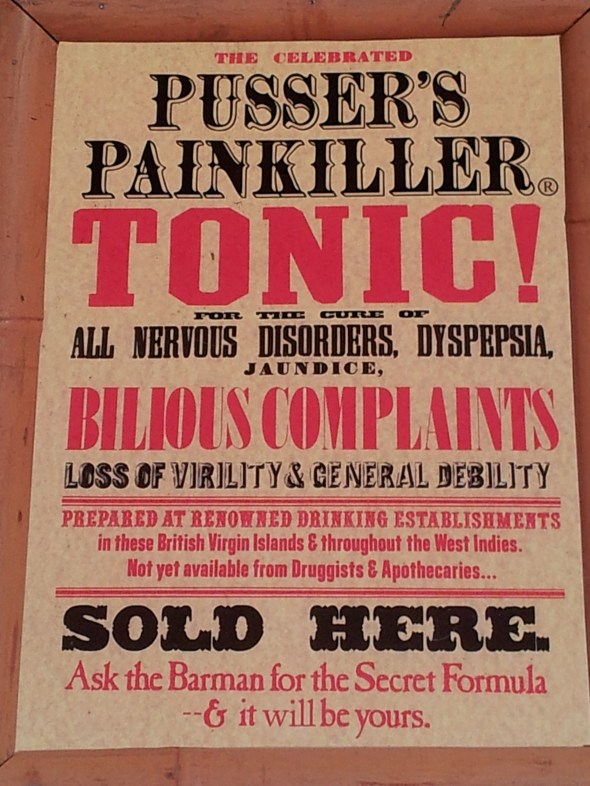 THE CELEBRATED
PUSSER'S
PAINKILLER®
TONIC!
FOR THE CURE OF
ALL NERVOUS DISORDERS, DYSPEPSIA,
JAUNDICE,
BILIOUS COMPLAINTS
LOSS OF VIRILITY & GENERAL DEBILITY
PREPARED AT RENOWNED DRINKING ESTABLISHMENTS
in these British Virgin Islands & throughout the West Indies.
Not yet available from Druggists & Apothecaries...
SOLD HERE.
Ask the Barman for the Secret Formula
--& it will be yours.